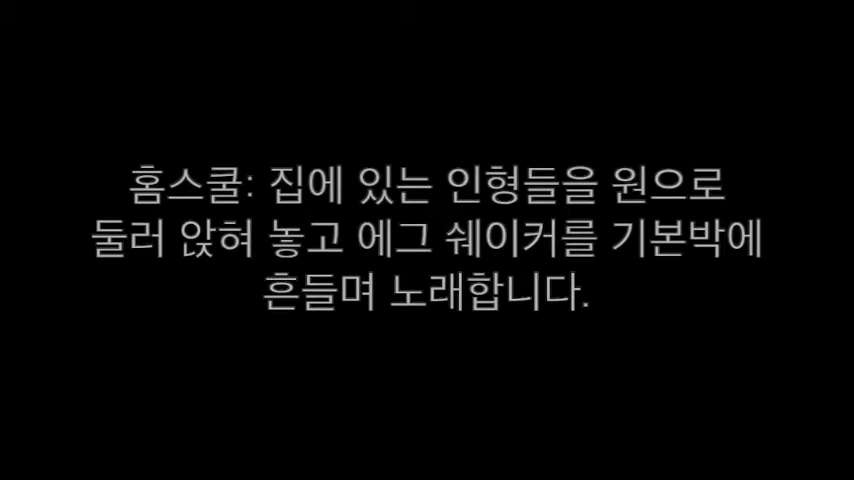 홈스쿨: 집에 있는 인형들을 원으로
둘러 앉혀 놓고 에그 쉐이커를 기본박에
흔들며 노래합니다.